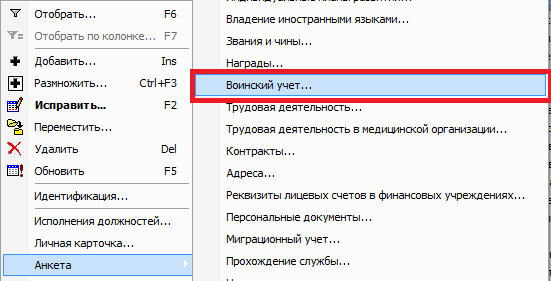 Отобрать... F6
Отобрать по колонке... F7
Добавить... Ins
Размножить... Ctrl+F3
Исправить... F2
Переместить...
Удалить Del
Обновить F5
Идентификация...
Исполнения должностей...
Личная карточка...
Анкета
Владение иностранными языками...
Звания и чины...
Награды...
Воинский учет...
Трудовая деятельность...
Трудовая деятельность в медицинской организации...
Контракты...
Адреса...
Реквизиты лицевых счетов в финансовых учреждениях...
Персональные документы...
Миграционный учет...
Прохождение службы...